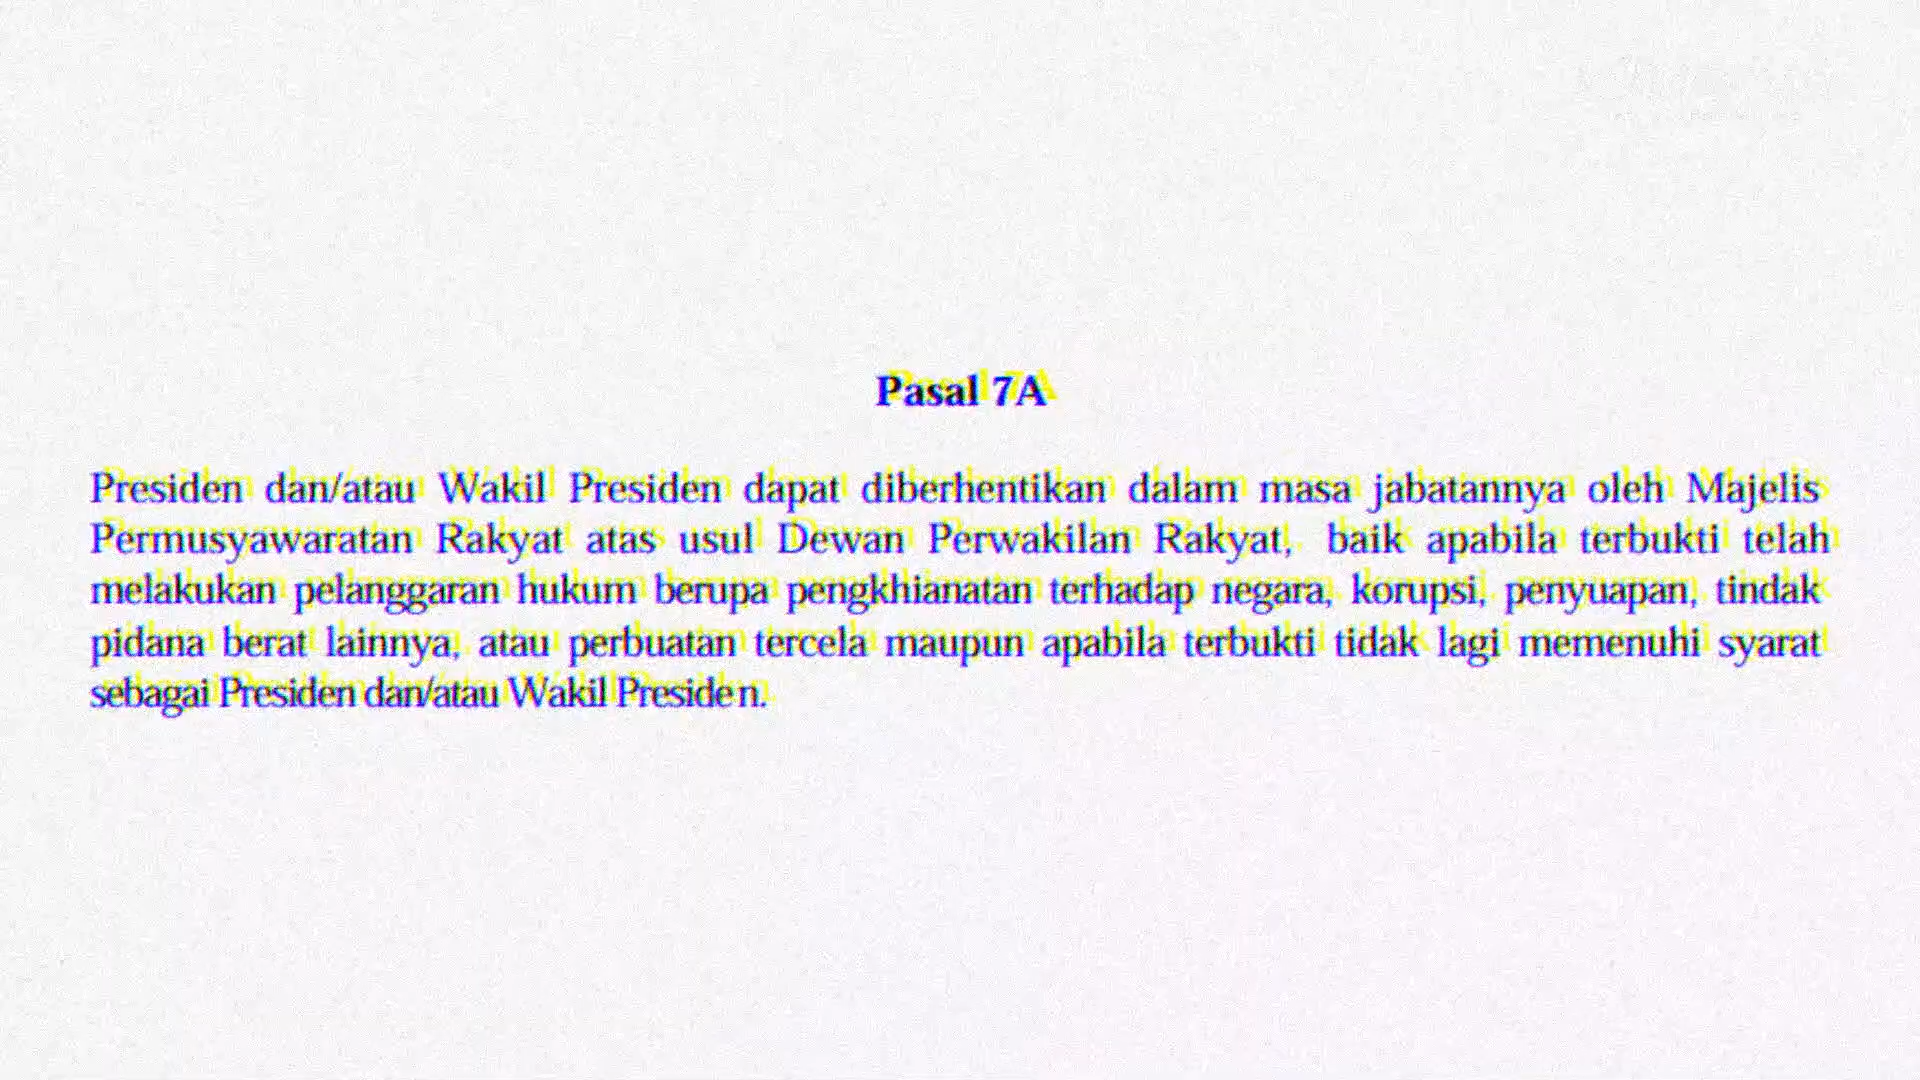 Pasal 7A
Presiden dan/atau Wakil Presiden dapat diberhentikan dalam masa jabatannya oleh Majelis
Permusyawaratan Rakyat atas usul Dewan Perwakilan Rakyat, baik apabila terbukti telah
melakukan pelanggaran hukum berupa pengkhianatan terhadap negara, korupsi, penyuapan, tindak
pidana berat lainnya, atau perbuatan tercela maupun apabila terbukti tidak lagi memenuhi syarat
sebagai Presiden dan/atau Wakil Presiden.